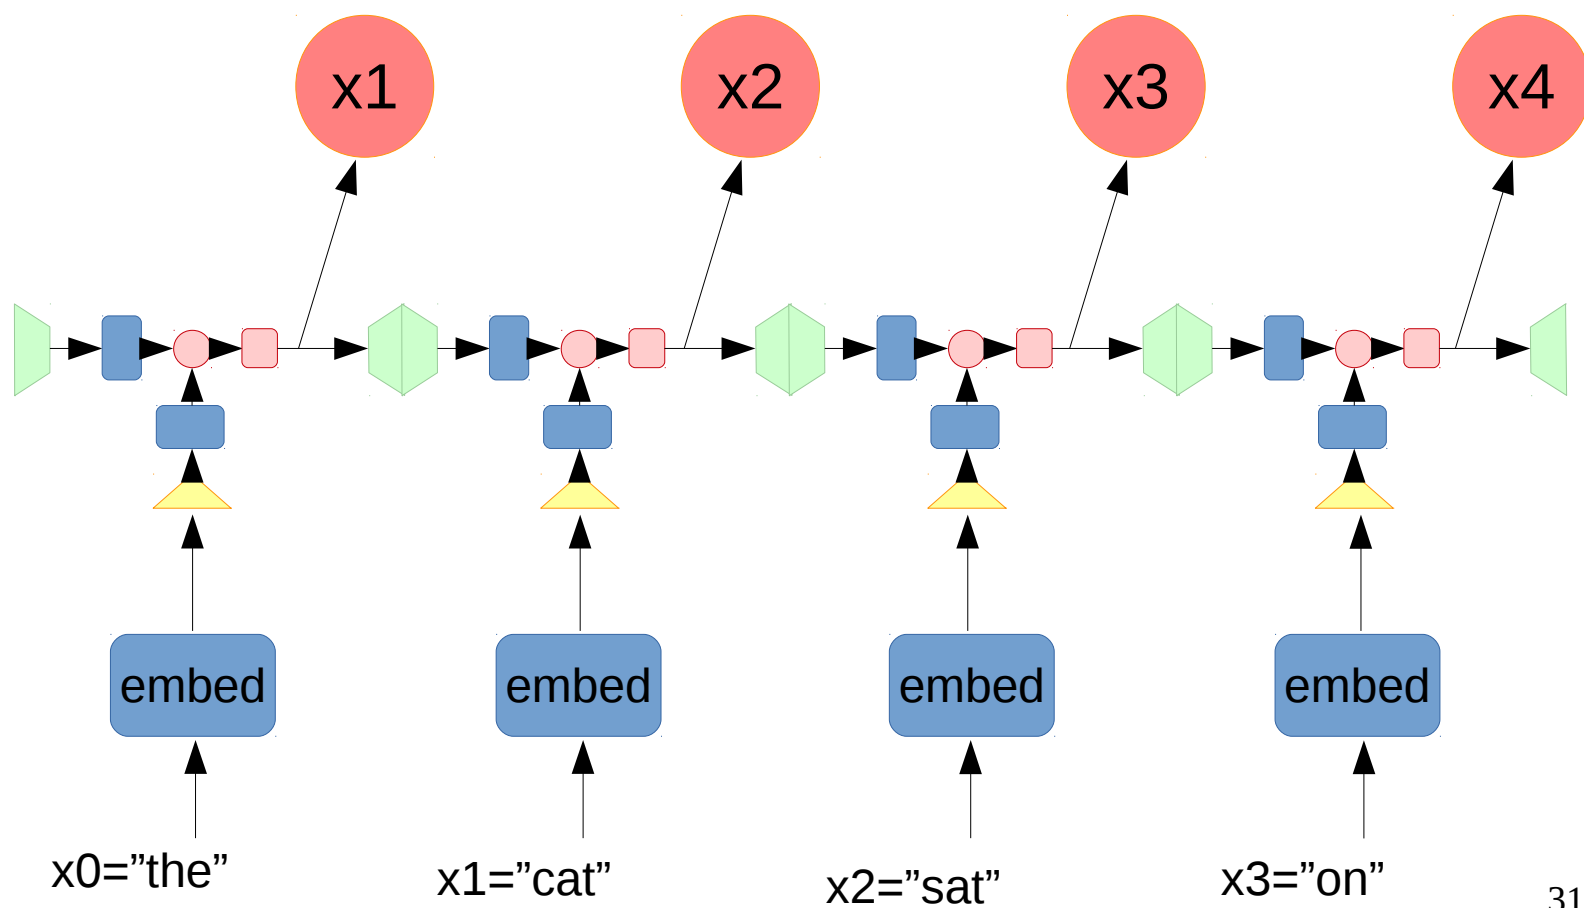 x1 x2 x3 x4
embed embed embed embed
x0=”the” x1=”cat” x2=”sat” x3=”on”
31